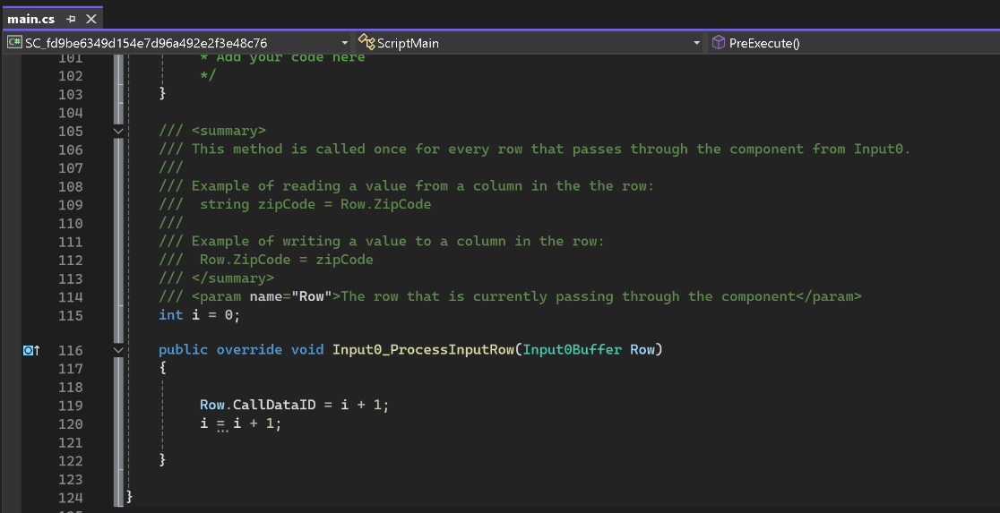 main.cs
C# SC_fd9be6349d154e7d96a492e2f3e48c76 ScriptMain PreExecute()
101 * Add your code here
102 */
103 }
104
105 /// <summary>
106 /// This method is called once for every row that passes through the component from Input0.
107 ///
108 /// Example of reading a value from a column in the the row:
109 ///  string zipCode = Row.ZipCode
110 ///
111 /// Example of writing a value to a column in the row:
112 ///  Row.ZipCode = zipCode
113 /// </summary>
114 /// <param name="Row">The row that is currently passing through the component</param>
115 int i = 0;
116 public override void Input0_ProcessInputRow(Input0Buffer Row)
117 {
118
119 Row.CallDataID = i + 1;
120 i = i + 1;
121
122 }
123
124 }